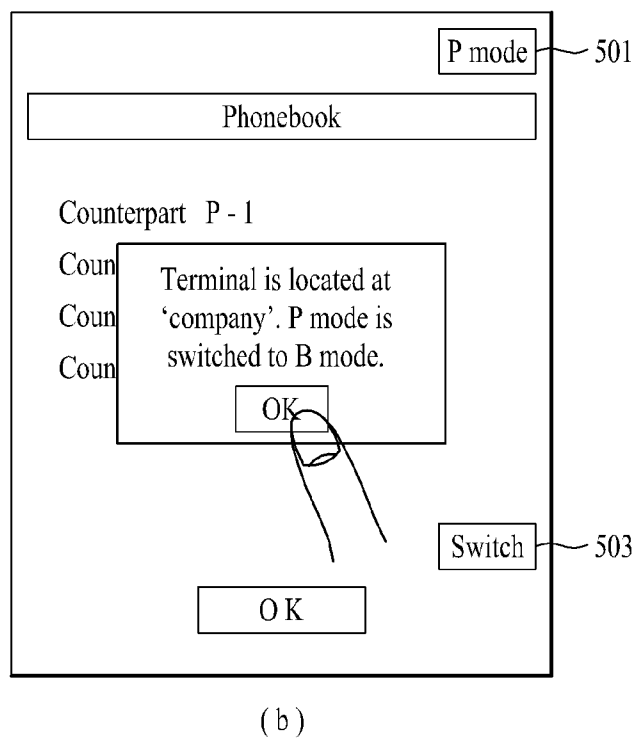 P mode
501
Phonebook
Counterpart P - 1
Coun
Terminal is located at
Coun
'company'. P mode is
Coun
switched to B mode.
OK
Switch
503
O K
( b )